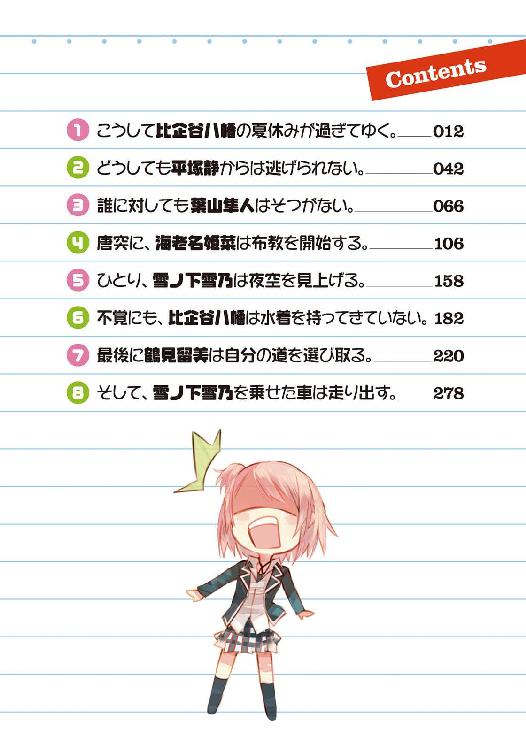 Contents
1 こうして比企谷八幡の夏休みが過ぎてゆく。 012
2 どうしても平塚静からは逃げられない。 042
3 誰に対しても葉山隼人はそつがない。 066
4 唐突に、海老名姫菜は布教を開始する。 106
5 ひとり、雪ノ下雪乃は夜空を見上げる。 158
6 不覚にも、比企谷八幡は水着を持ってきていない。 182
7 最後に鶴見留美は自分の道を選び取る。 220
8 そして、雪ノ下雪乃を乗せた車は走り出す。 278